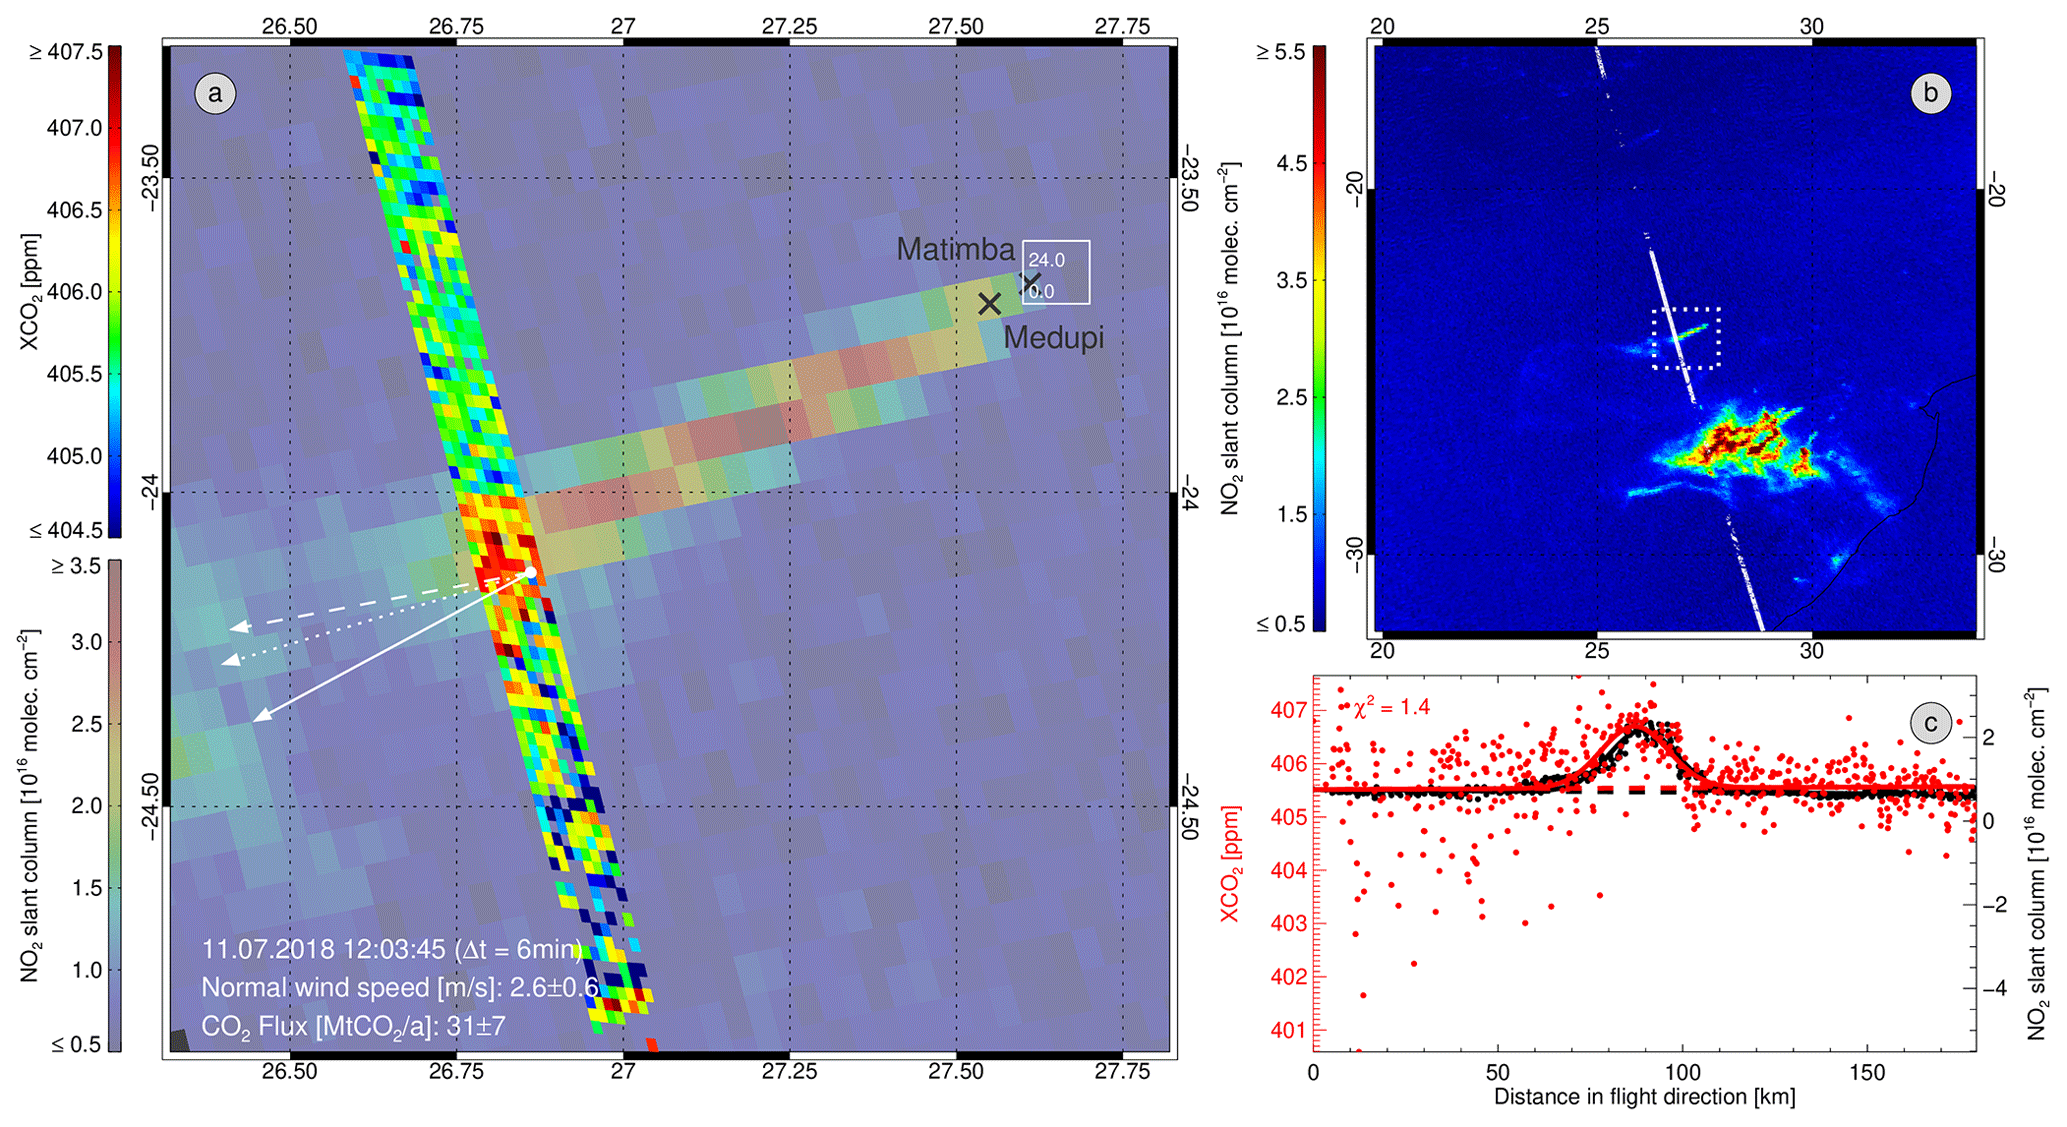 26.50 26.75 27 27.25 27.50 27.75
a
≥ 407.5
407.0
406.5
406.0
405.5
405.0
≤ 404.5
XCO₂ [ppm]
≥ 3.5
3.0
2.5
2.0
1.5
1.0
≤ 0.5
NO₂ slant column [10¹⁶ molec. cm⁻²]
−23.50
−24
−24.50
−23.50
−24
−24.50
Matimba
24.0
0.0
Medupi
11.07.2018 12:03:45 (Δt = 6min)
Normal wind speed [m/s]: 2.6±0.6
CO₂ Flux [MtCO₂/a]: 31±7
26.50 26.75 27 27.25 27.50 27.75
20 25 30
b
≥ 5.5
4.5
3.5
2.5
1.5
≤ 0.5
NO₂ slant column [10¹⁶ molec. cm⁻²]
−20
−30
−20
−30
20 25 30
c
χ² = 1.4
407
406
405
404
403
402
401
XCO₂ [ppm]
2
0
−2
−4
NO₂ slant column [10¹⁶ molec. cm⁻²]
0 50 100 150
Distance in flight direction [km]